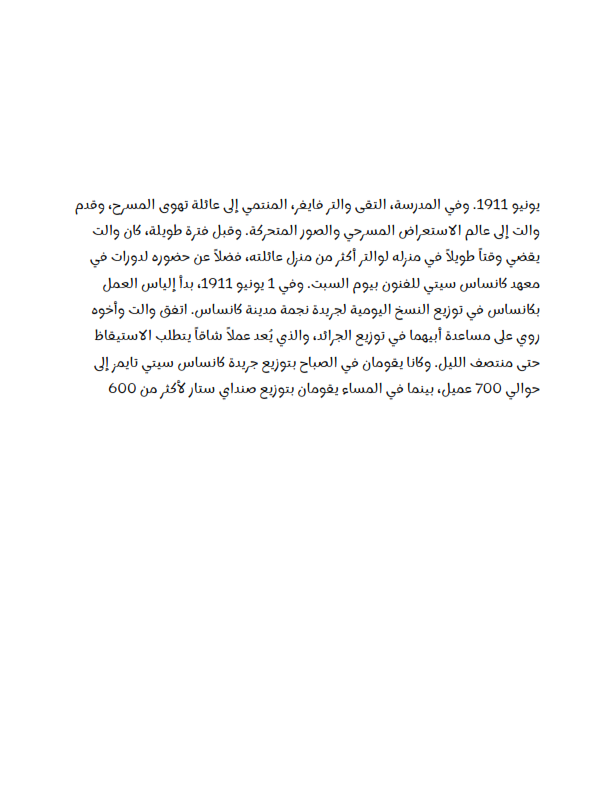 يونيو 1911. وفي المدرسة، التقى والتر فايفر، المنتمي إلى عائلة تهوى المسرح، وقدم
والت إلى عالم الاستعراض المسرحي والصور المتحركة. وقبل فترة طويلة، كان والت
يقضي وقتاً طويلاً في منزله لوالتر أكثر من منزل عائلته، فضلاً عن حضوره لدورات في
معهد كانساس سيتي للفنون بيوم السبت. وفي 1 يونيو 1911، بدأ إلياس العمل
بكانساس في توزيع النسخ اليومية لجريدة نجمة مدينة كانساس. اتفق والت وأخوه
روي على مساعدة أبيهما في توزيع الجرائد، والذي يُعد عملاً شاقاً يتطلب الاستيقاظ
حتى منتصف الليل. وكانا يقومان في الصباح بتوزيع جريدة كانساس سيتي تايمز إلى
حوالي 700 عميل، بينما في المساء يقومان بتوزيع صنداي ستار لأكثر من 600